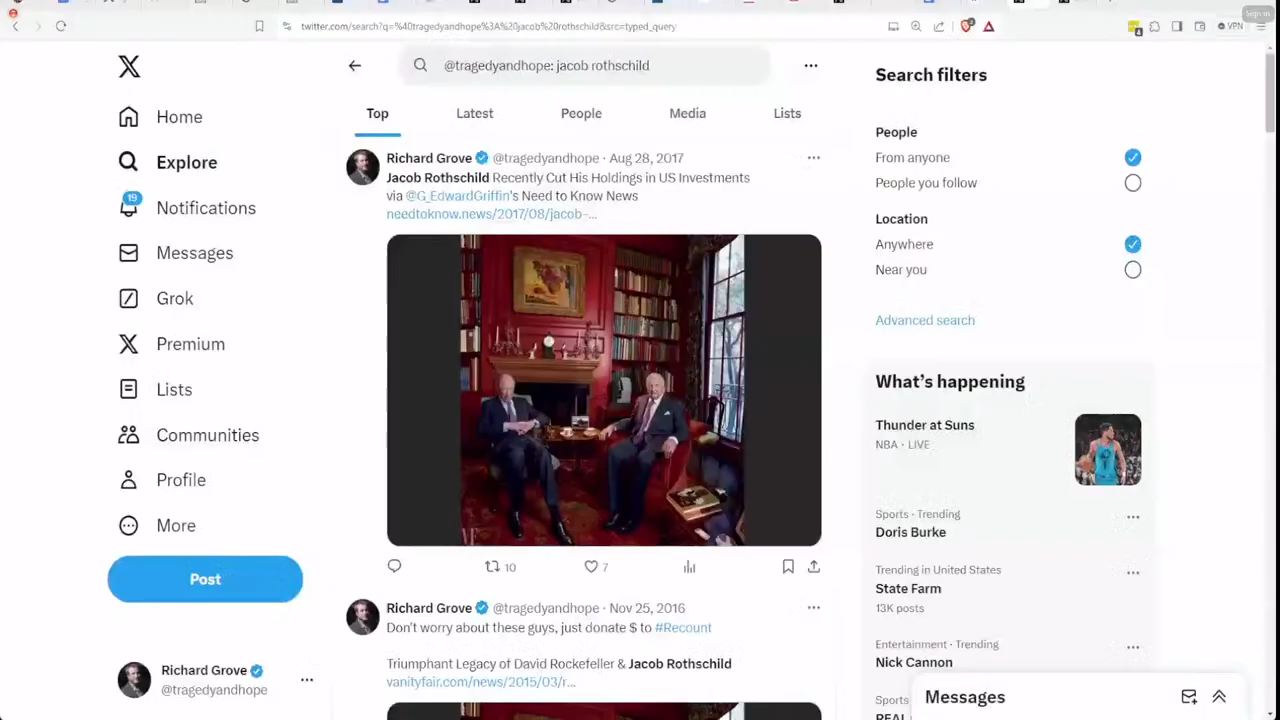 Sign in
twitter.com/search?q=%40tragedyandhope%3A%20jacob%20rothschild&src=typed_query
VPN
@tragedyandhope: jacob rothschild
Home
Explore
19
Notifications
Messages
Grok
Premium
Lists
Communities
Profile
More
Post
Richard Grove
@tragedyandhope
Top
Latest
People
Media
Lists
Richard Grove @tragedyandhope · Aug 28, 2017
Jacob Rothschild Recently Cut His Holdings in US Investments
via @G_EdwardGriffin's Need to Know News
needtoknow.news/2017/08/jacob-...
10
7
Richard Grove @tragedyandhope · Nov 25, 2016
Don't worry about these guys, just donate $ to #Recount
Triumphant Legacy of David Rockefeller & Jacob Rothschild
vanityfair.com/news/2015/03/r...
Search filters
People
From anyone
People you follow
Location
Anywhere
Near you
Advanced search
What's happening
Thunder at Suns
NBA · LIVE
Sports · Trending
Doris Burke
Trending in United States
State Farm
13K posts
Entertainment · Trending
Nick Cannon
Sports
Messages